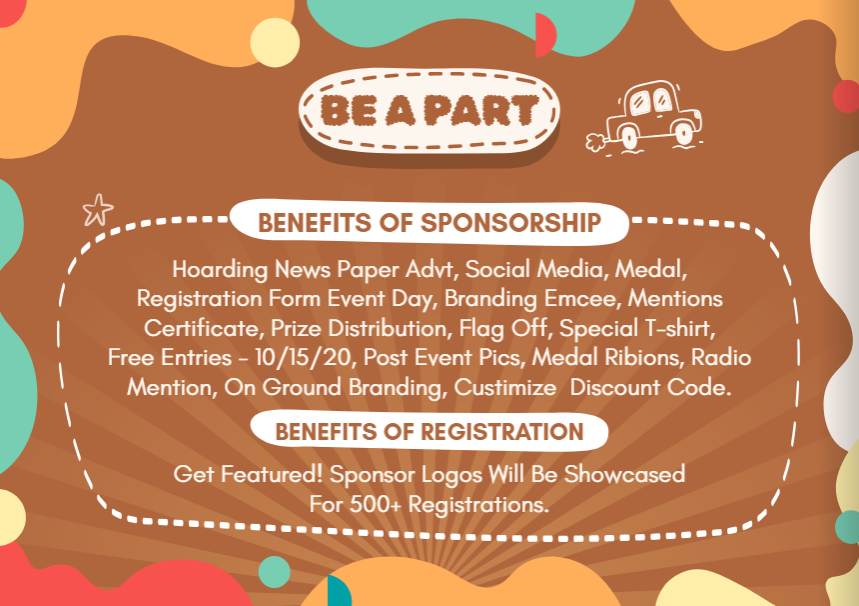 BE A PART
BENEFITS OF SPONSORSHIP
Hoarding News Paper Advt, Social Media, Medal,
Registration Form Event Day, Branding Emcee, Mentions
Certificate, Prize Distribution, Flag Off, Special T-shirt,
Free Entries - 10/15/20, Post Event Pics, Medal Ribions, Radio
Mention, On Ground Branding, Custimize Discount Code.
BENEFITS OF REGISTRATION
Get Featured! Sponsor Logos Will Be Showcased
For 500+ Registrations.